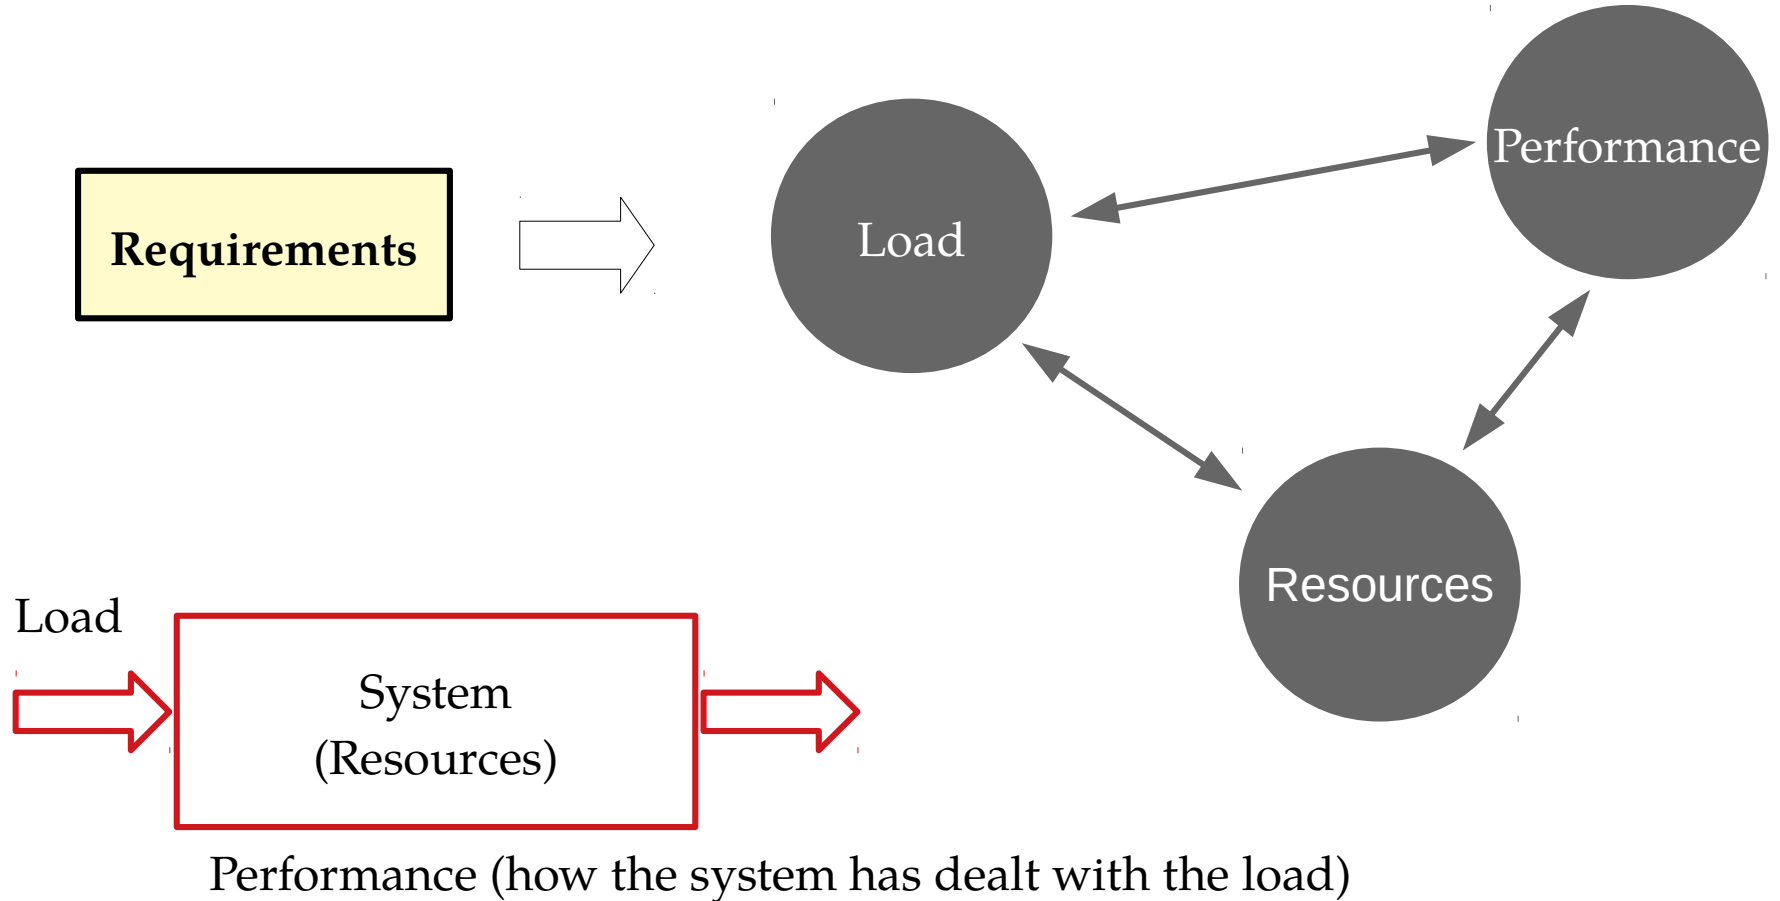 Performance
Load
Requirements
Resources
Load
System
(Resources)
Performance (how the system has dealt with the load)